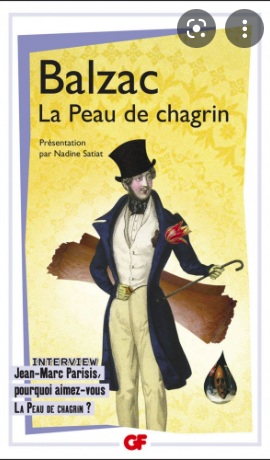 Balzac
La Peau de chagrin
Présentation
par Nadine Satiat
INTERVIEW
Jean-Marc Parisis,
pourquoi aimez-vous
LA PEAU DE CHAGRIN ?
GF